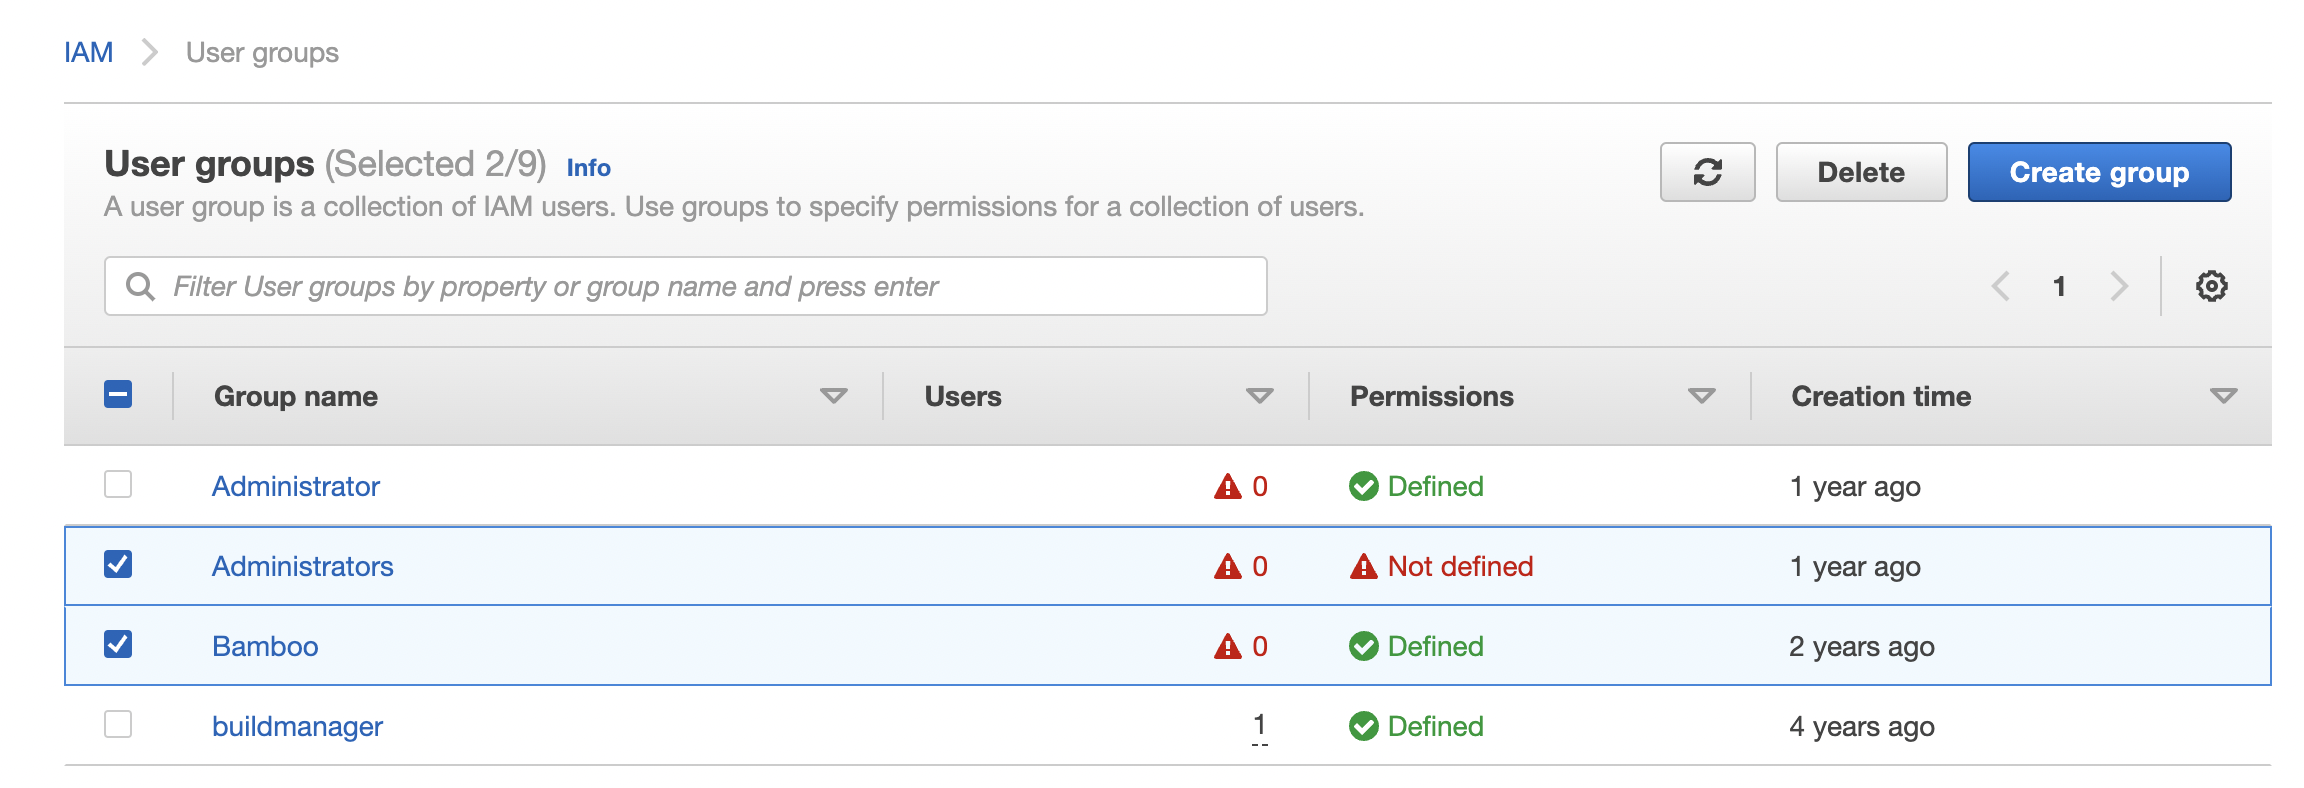 IAM > User groups
User groups (Selected 2/9) Info
Delete
Create group
A user group is a collection of IAM users. Use groups to specify permissions for a collection of users.
Filter User groups by property or group name and press enter
1
Group name Users Permissions Creation time
Administrator 0 Defined 1 year ago
Administrators 0 Not defined 1 year ago
Bamboo 0 Defined 2 years ago
buildmanager 1 Defined 4 years ago